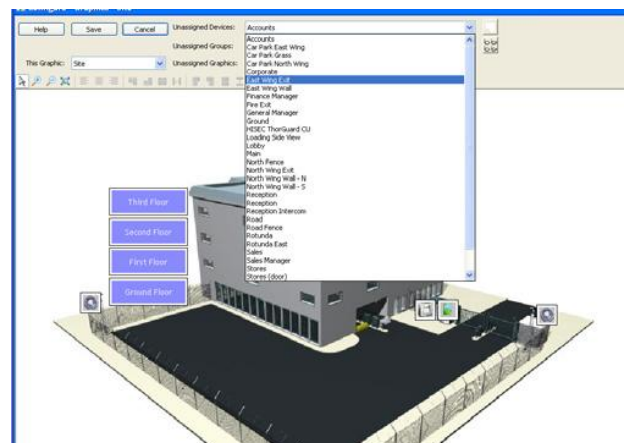 Help
Save
Cancel
Unassigned Devices:
Accounts
Unassigned Groups:
This Graphic:
Site
Unassigned Graphics:
Accounts
Car Park East Wing
Car Park Grass
Car Park North Wing
Corporate
East Wing Exit
East Wing Wall
Finance Manager
Fire Exit
General Manager
Ground
HISEC ThorGuard CU
Loading Side View
Lobby
Main
North Fence
North Wing Exit
North Wing Wall - N
North Wing Wall - S
Reception
Reception
Reception Intercom
Road
Road Fence
Rotunda
Rotunda East
Sales
Sales Manager
Stores
Stores (door)
Third Floor
Second Floor
First Floor
Ground Floor